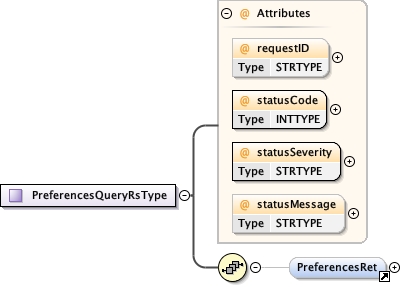 @ Attributes
@ requestID
Type STRTYPE
@ statusCode
Type INTTYPE
@ statusSeverity
Type STRTYPE
@ statusMessage
Type STRTYPE
PreferencesQueryRsType
PreferencesRet